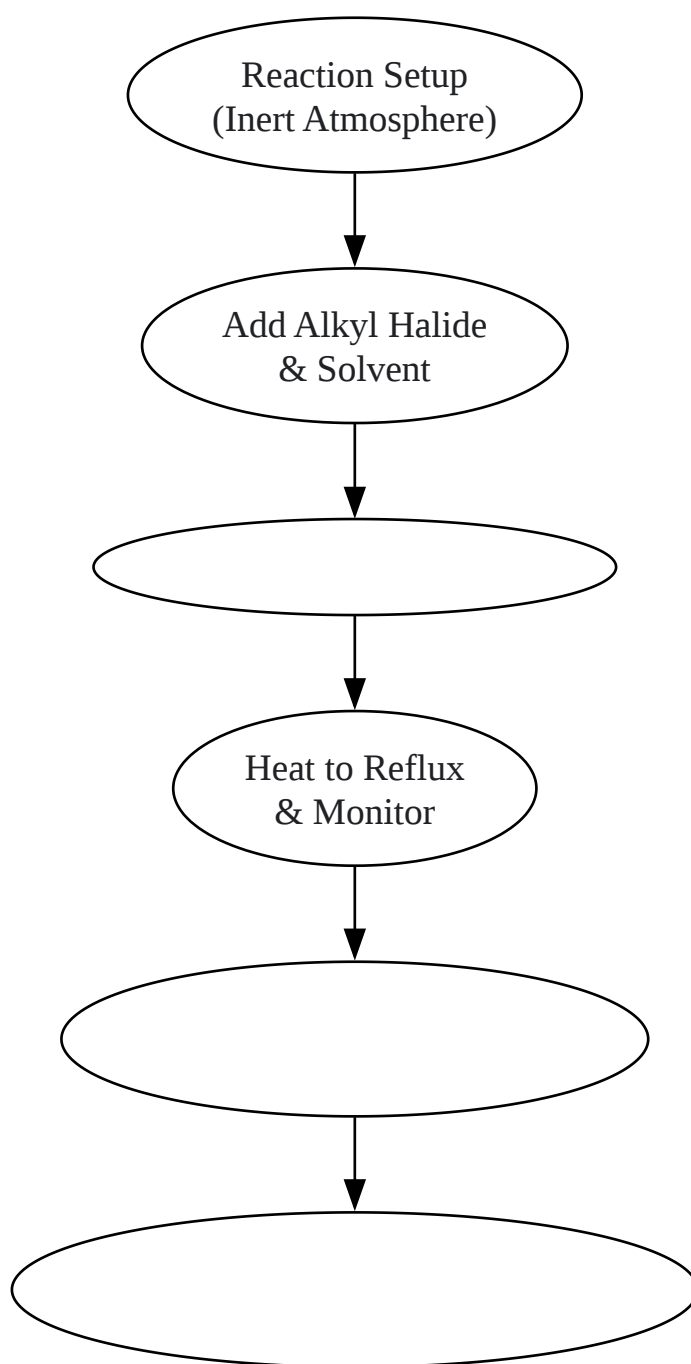 Reaction Setup
(Inert Atmosphere)
Add Alkyl Halide
& Solvent
Heat to Reflux
& Monitor